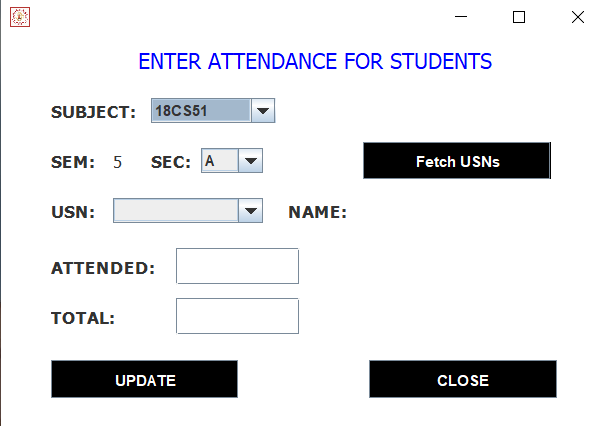 ENTER ATTENDANCE FOR STUDENTS
SUBJECT: 18CS51
SEM: 5 SEC: A Fetch USNs
USN: NAME:
ATTENDED:
TOTAL:
UPDATE CLOSE